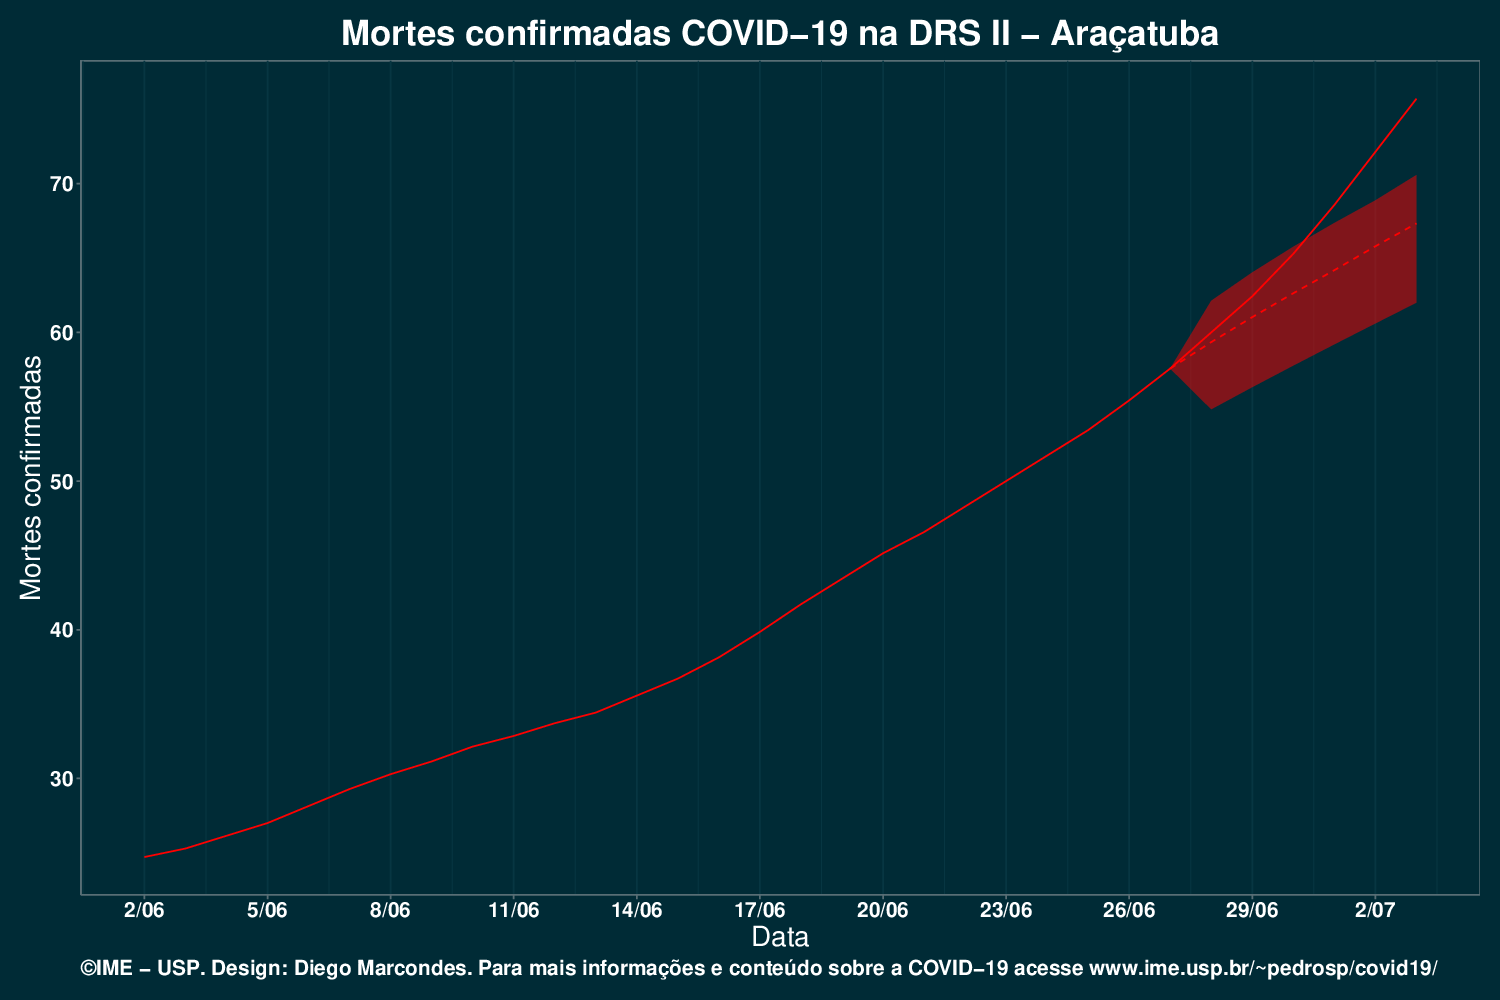 Mortes confirmadas COVID−19 na DRS II − Araçatuba
Mortes confirmadas
70
60
50
40
30
2/06 5/06 8/06 11/06 14/06 17/06 20/06 23/06 26/06 29/06 2/07
Data
©IME − USP. Design: Diego Marcondes. Para mais informações e conteúdo sobre a COVID−19 acesse www.ime.usp.br/~pedrosp/covid19/